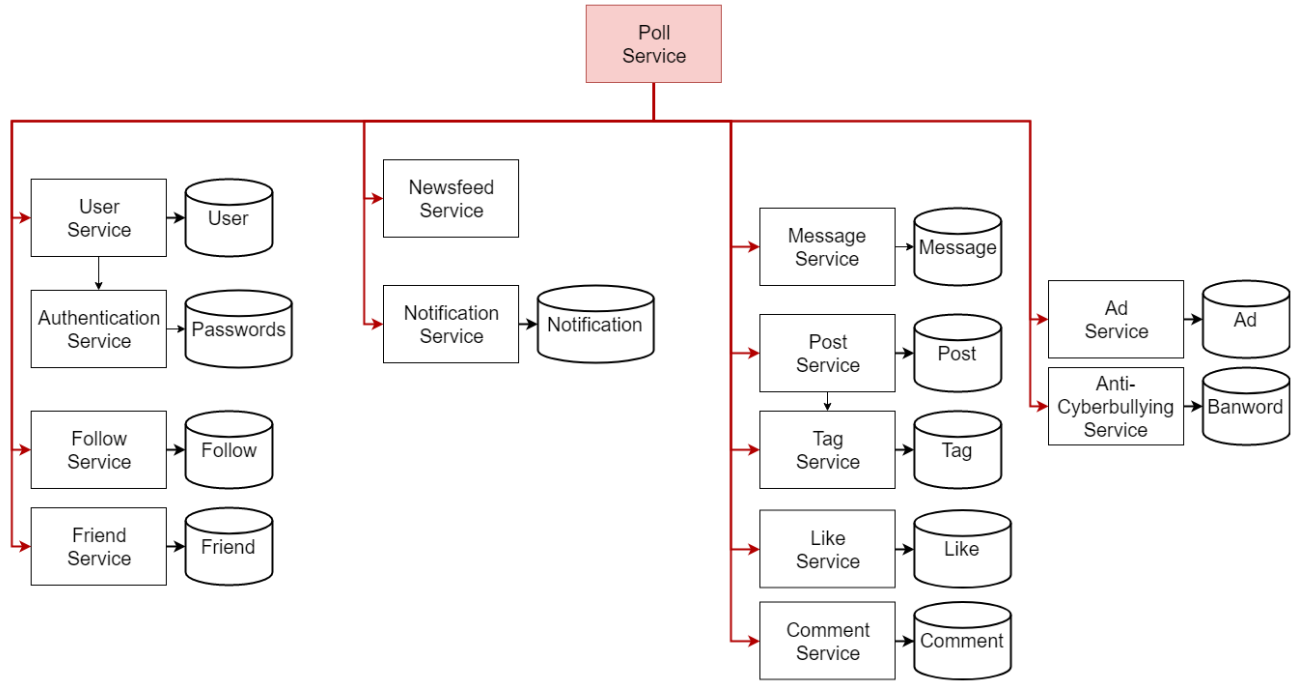 Poll
Service
User
Service
User
Authentication
Service
Passwords
Follow
Service
Follow
Friend
Service
Friend
Newsfeed
Service
Notification
Service
Notification
Message
Service
Message
Post
Service
Post
Tag
Service
Tag
Like
Service
Like
Comment
Service
Comment
Ad
Service
Ad
Anti-
Cyberbullying
Service
Banword